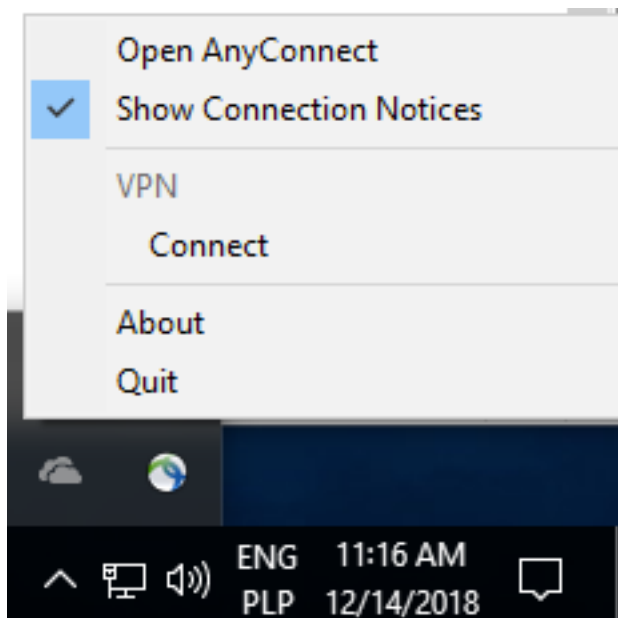 Open AnyConnect
Show Connection Notices
VPN
Connect
About
Quit
ENG 11:16 AM
PLP 12/14/2018